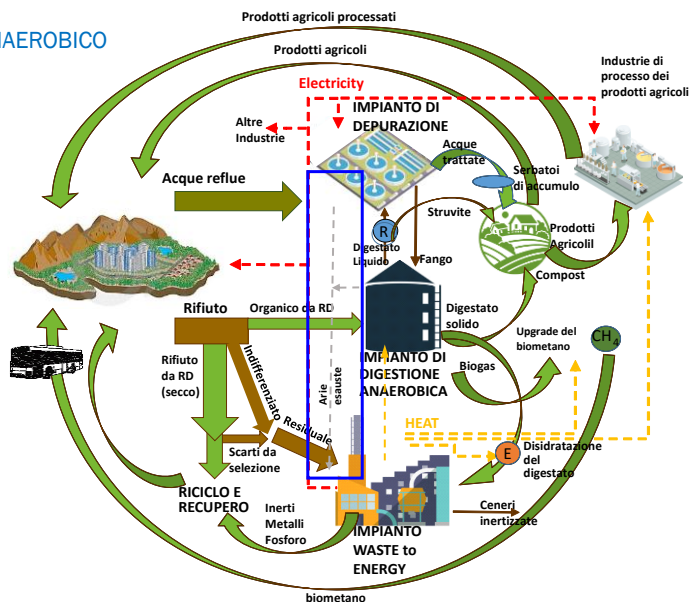 NAEROBICO
Prodotti agricoli processati
Prodotti agricoli
Industrie di
processo dei
prodotti agricoli
Electricity
IMPIANTO DI
DEPURAZIONE
Altre
Industrie
Acque
trattate
Serbatoi
di accumulo
Acque reflue
Struvite
R
Digestato
Liquido
Fango
Prodotti
Agricolil
Compost
Rifiuto
Organico da RD
Digestato
solido
Rifiuto
da RD
(secco)
Indifferenziato
Residuale
Arie
esauste
IMPIANTO DI
DIGESTIONE
ANAEROBICA
Biogas
Upgrade del
biometano
CH4
HEAT
E
Disidratazione
del
digestato
Scarti da
selezione
RICICLO E
RECUPERO
Inerti
Metalli
Fosforo
IMPIANTO
WASTE to
ENERGY
Ceneri
inertizzate
biometano